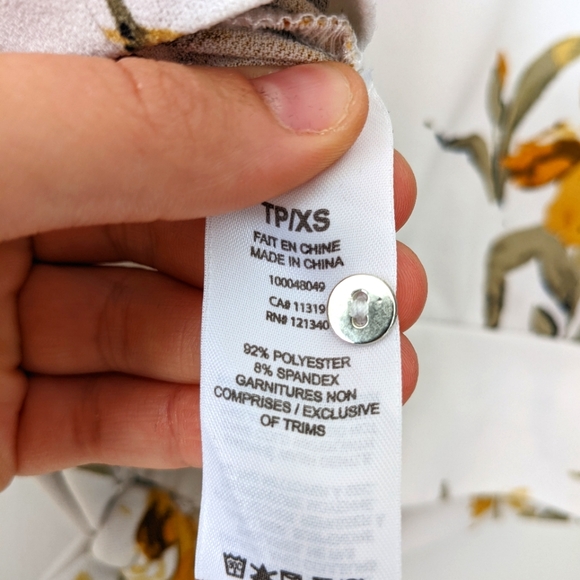 TP/XS
FAIT EN CHINE
MADE IN CHINA
100048049
CA# 11319
RN# 121340
92% POLYESTER
8% SPANDEX
GARNITURES NON
COMPRISES / EXCLUSIVE
OF TRIMS